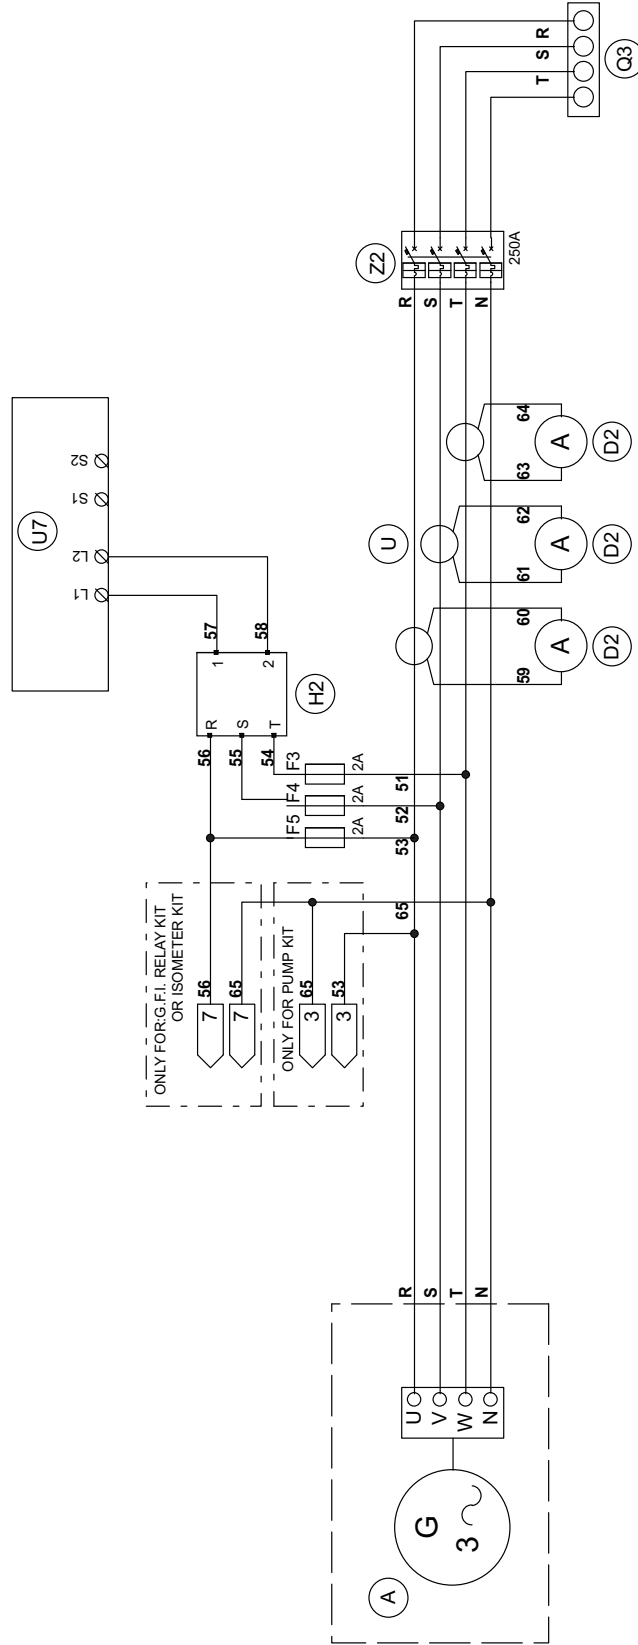 R
S
T
Q3
Z2
250A
R
S
T
N
U7
S2
S1
L2
L1
64
63
A
D2
U
62
61
A
D2
60
59
A
D2
57
58
1
2
R
S
T
H2
56
55
54
F3
2A
F4
2A
F5
2A
51
52
53
65
ONLY FOR:G.F.I. RELAY KIT
OR ISOMETER KIT
56
7
65
7
ONLY FOR PUMP KIT
65
3
53
3
R
S
T
N
U
V
W
N
G
3
A